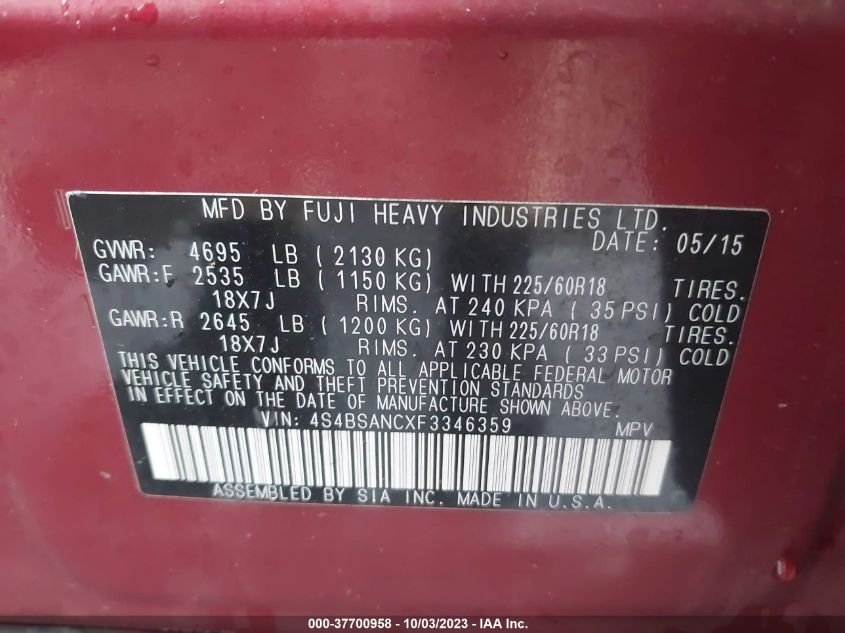 MFD BY FUJI HEAVY INDUSTRIES LTD.
DATE: 05/15
GVWR: 4695 LB ( 2130 KG)
GAWR:F 2535 LB ( 1150 KG) WITH 225/60R18 TIRES.
18X7J RIMS. AT 240 KPA ( 35 PSI) COLD
GAWR:R 2645 LB ( 1200 KG) WITH 225/60R18 TIRES.
18X7J RIMS. AT 230 KPA ( 33 PSI) COLD
THIS VEHICLE CONFORMS TO ALL APPLICABLE FEDERAL MOTOR
VEHICLE SAFETY AND THEFT PREVENTION STANDARDS
IN EFFECT ON THE DATE OF MANUFACTURE SHOWN ABOVE.
VIN: 4S4BSANCXF3346359 MPV
ASSEMBLED BY SIA INC. MADE IN U.S.A.
000-37700958 - 10/03/2023 - IAA Inc.